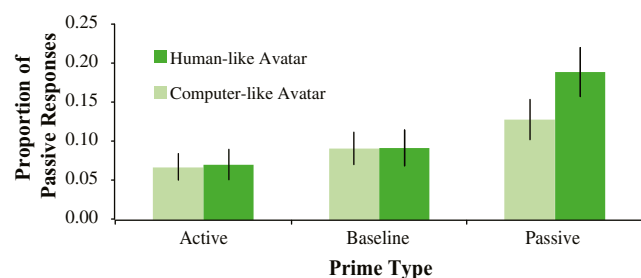 Proportion of
Passive Responses
0.25
0.20
0.15
0.10
0.05
0.00
Human-like Avatar
Computer-like Avatar
Active
Baseline
Passive
Prime Type